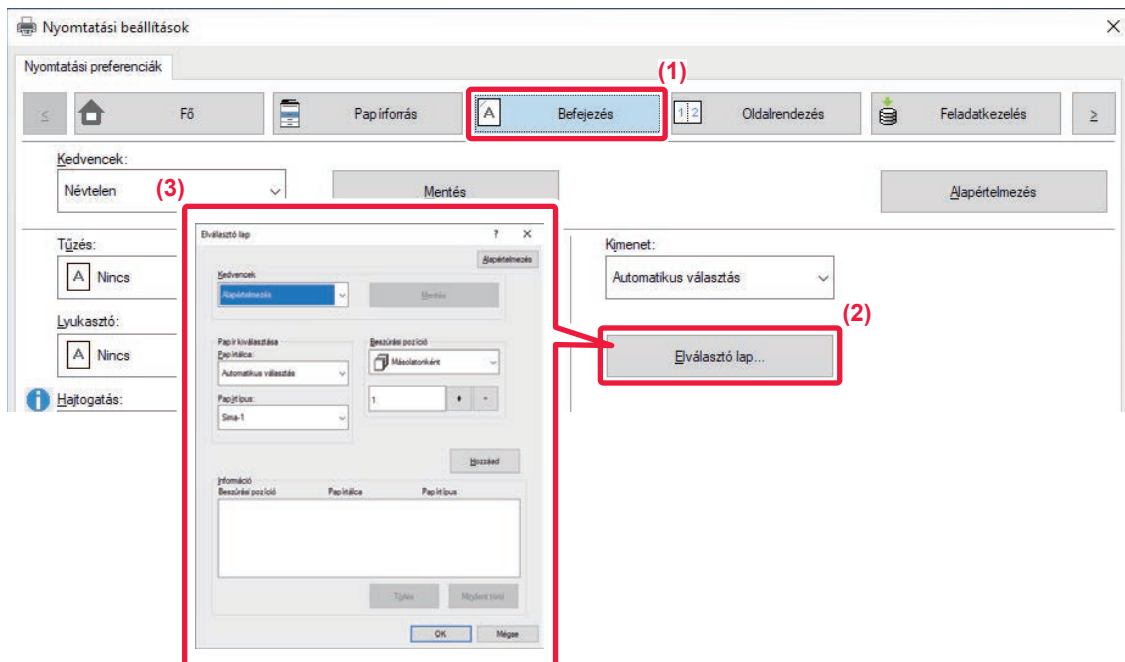 Nyomtatási beállítások
Nyomtatási preferenciák
(1)
≤ Fő Papírforrás A Befejezés 1 2 Oldalrendezés Feladatkezelés ≥
Kedvencek:
Névtelen
(3)
Mentés
Alapértelmezés
Tűzés:
A Nincs
Lyukasztó:
A Nincs
Hajtogatás:
Elválasztó lap ? ×
Alapértelmezés
Kedvencek
Alapértelmezés Mentés
Papír kiválasztása
Papírtálca:
Automatikus választás
Papírtípus:
Sima-1
Beszúrási pozíció
Másolatonként
1 + -
Hozzáad
Információ
Beszúrási pozíció Papírtálca Papírtípus
Törlés Mindent töröl
OK Mégse
Kimenet:
Automatikus választás
(2)
Elválasztó lap...